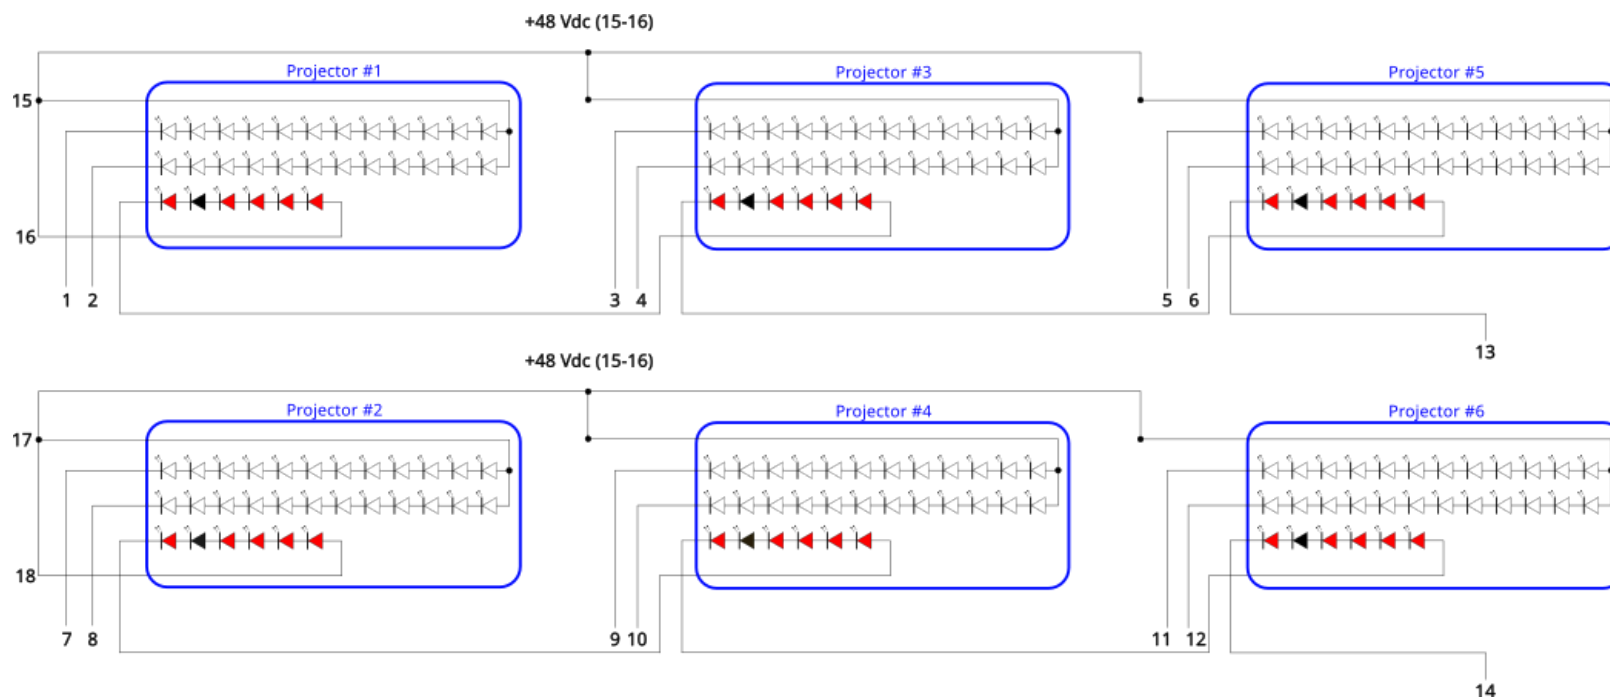 +48 Vdc (15-16)
Projector #1
Projector #3
Projector #5
15
16
1 2
3 4
5 6
13
+48 Vdc (15-16)
Projector #2
Projector #4
Projector #6
17
18
7 8
9 10
11 12
14